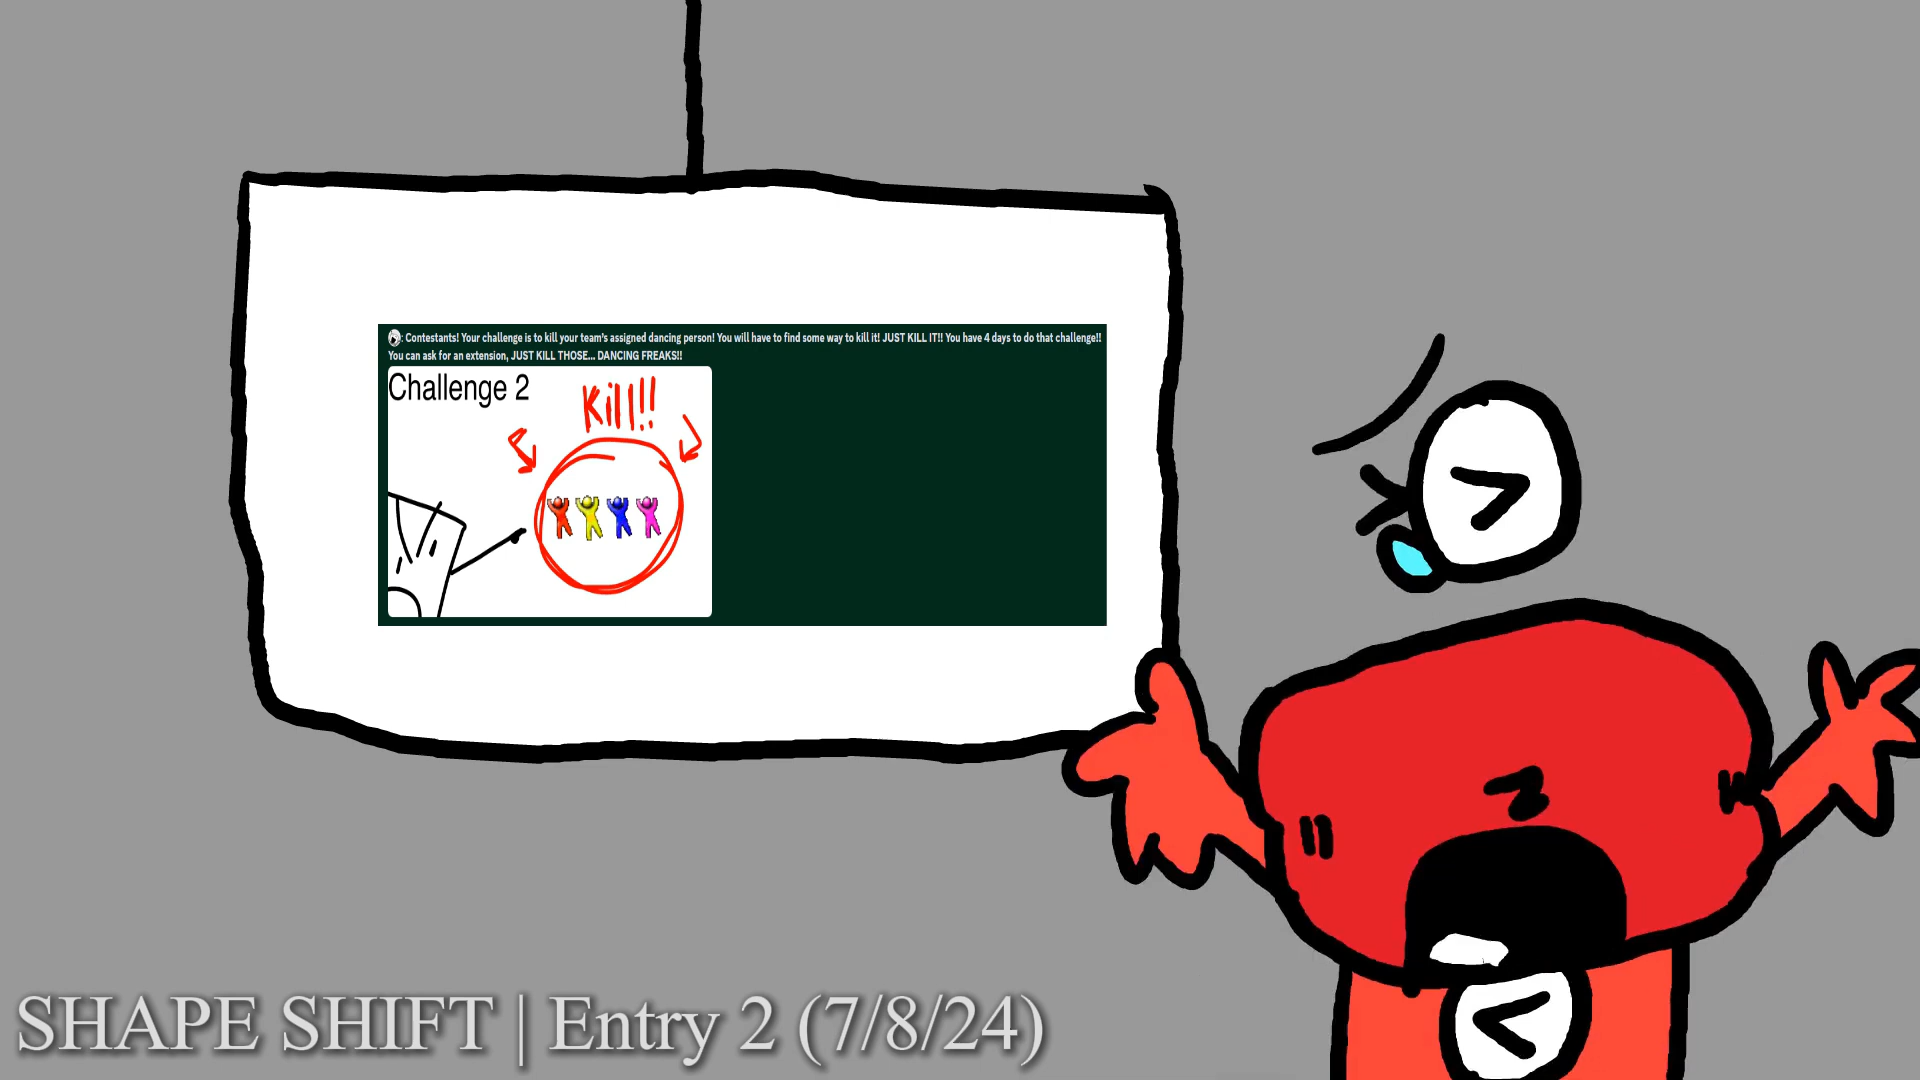 : Contestants! Your challenge is to kill your team's assigned dancing person! You will have to find some way to kill it! JUST KILL IT!! You have 4 days to do that challenge!!
You can ask for an extension, JUST KILL THOSE... DANCING FREAKS!!
Challenge 2
Kill!!
SHAPE SHIFT | Entry 2 (7/8/24)